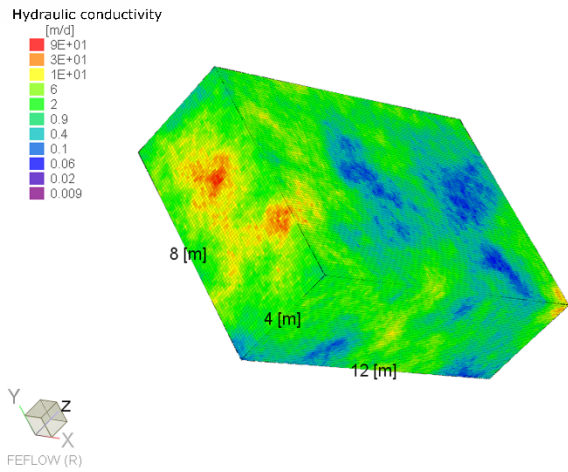 Hydraulic conductivity
[m/d]
9E+01
3E+01
1E+01
6
2
0.9
0.4
0.1
0.06
0.02
0.009
8 [m]
4 [m]
12 [m]
Y
Z
X
FEFLOW (R)